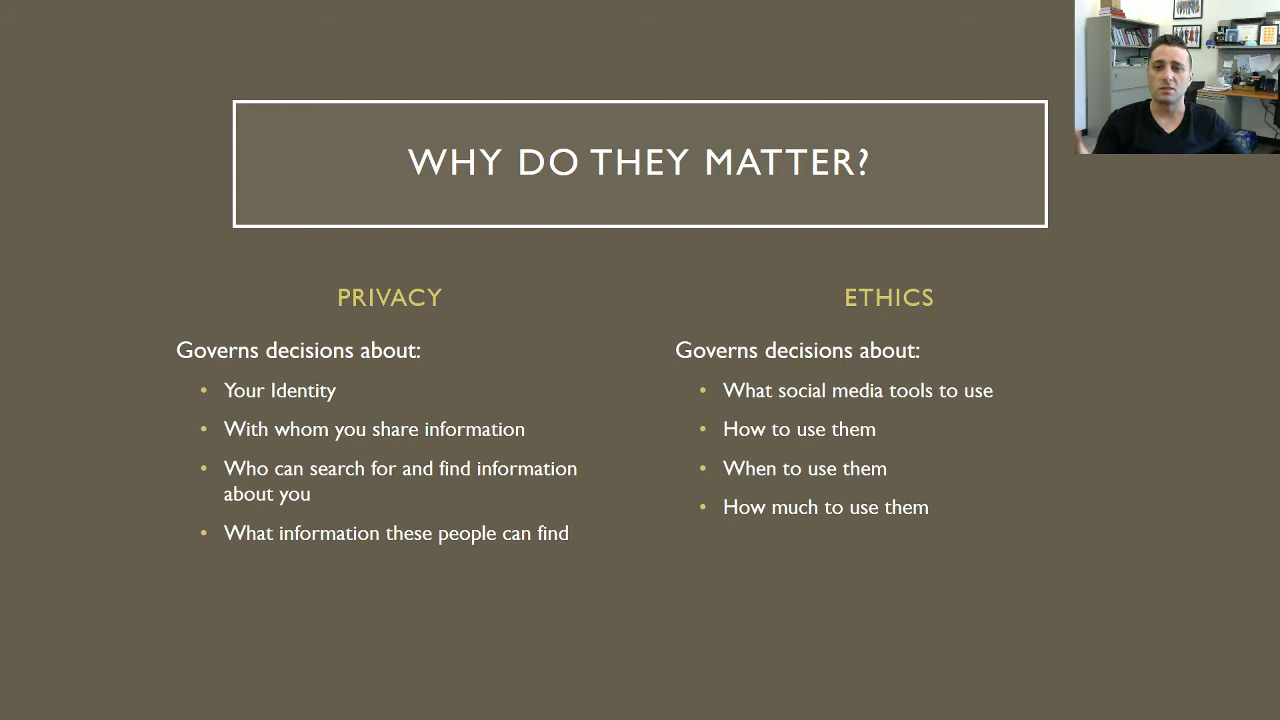 WHY DO THEY MATTER?
PRIVACY
Governs decisions about:
• Your Identity
• With whom you share information
• Who can search for and find information
about you
• What information these people can find
ETHICS
Governs decisions about:
• What social media tools to use
• How to use them
• When to use them
• How much to use them